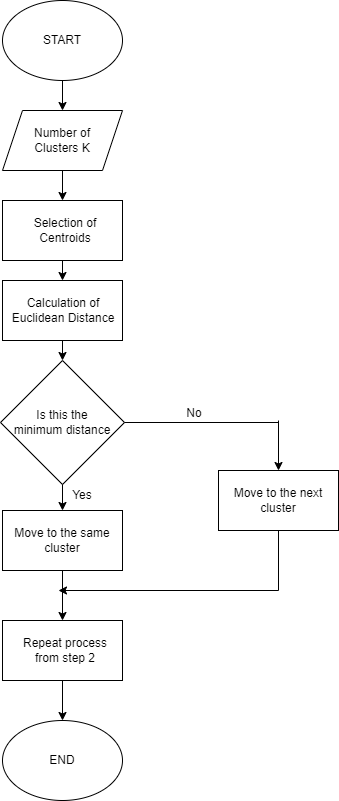 START
Number of
Clusters K
Selection of
Centroids
Calculation of
Euclidean Distance
Is this the
minimum distance
No
Yes
Move to the next
cluster
Move to the same
cluster
Repeat process
from step 2
END